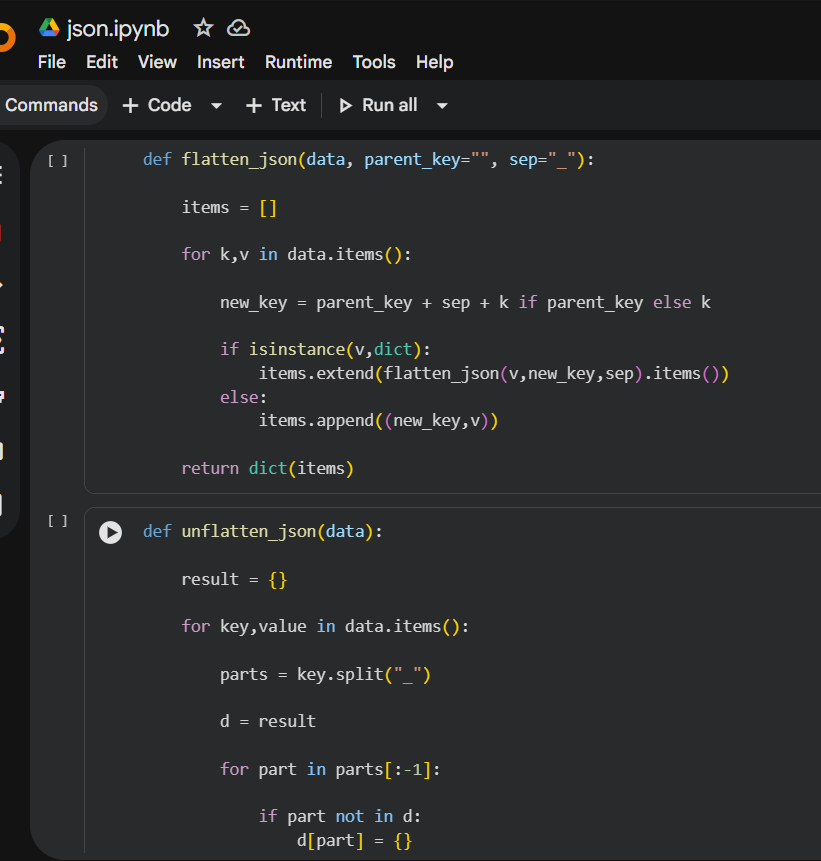 json.ipynb
File Edit View Insert Runtime Tools Help
Commands + Code + Text Run all
[ ]
def flatten_json(data, parent_key="", sep="_"):
items = []
for k,v in data.items():
new_key = parent_key + sep + k if parent_key else k
if isinstance(v,dict):
items.extend(flatten_json(v,new_key,sep).items())
else:
items.append((new_key,v))
return dict(items)
[ ]
def unflatten_json(data):
result = {}
for key,value in data.items():
parts = key.split("_")
d = result
for part in parts[:-1]:
if part not in d:
d[part] = {}